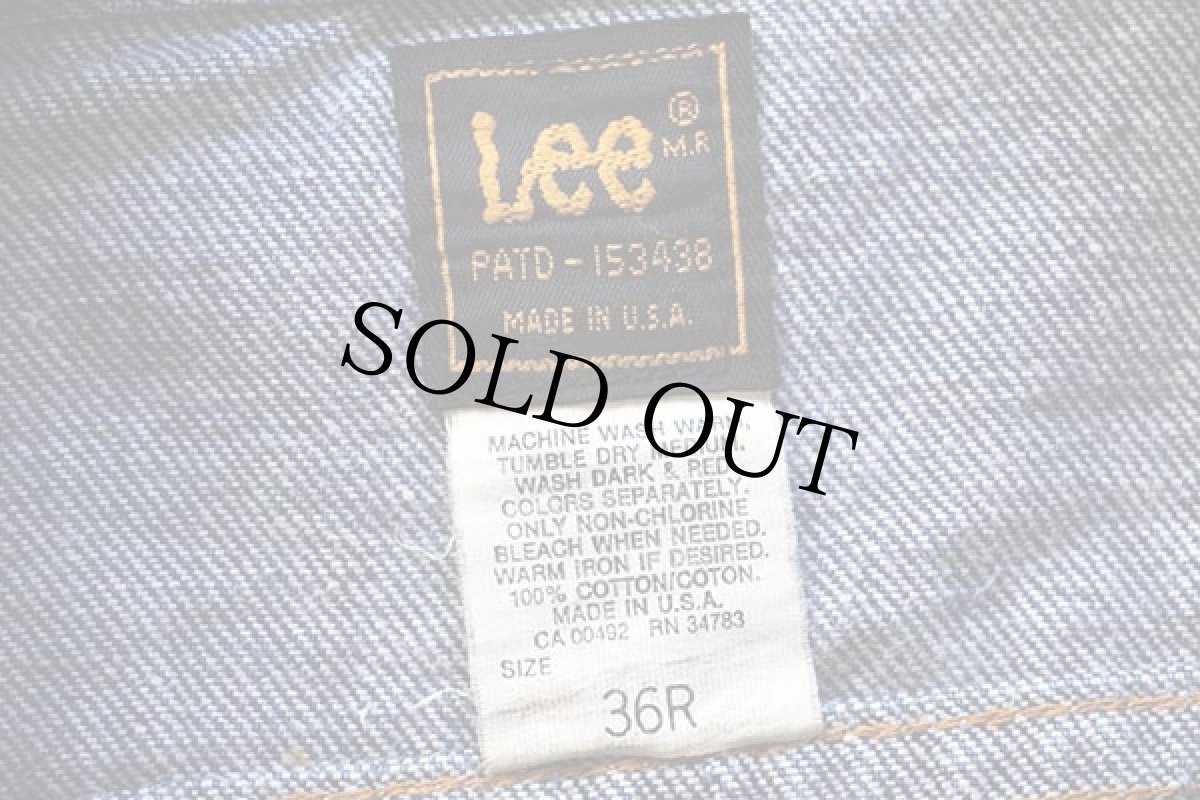 Lee ®
M.R
PATD-153438
MADE IN U.S.A.
SOLD OUT
MACHINE WASH WARM.
TUMBLE DRY MEDIUM.
WASH DARK & RED
COLORS SEPARATELY.
ONLY NON-CHLORINE
BLEACH WHEN NEEDED.
WARM IRON IF DESIRED.
100% COTTON/COTON.
MADE IN U.S.A.
CA 00492 RN 34783
SIZE
36R